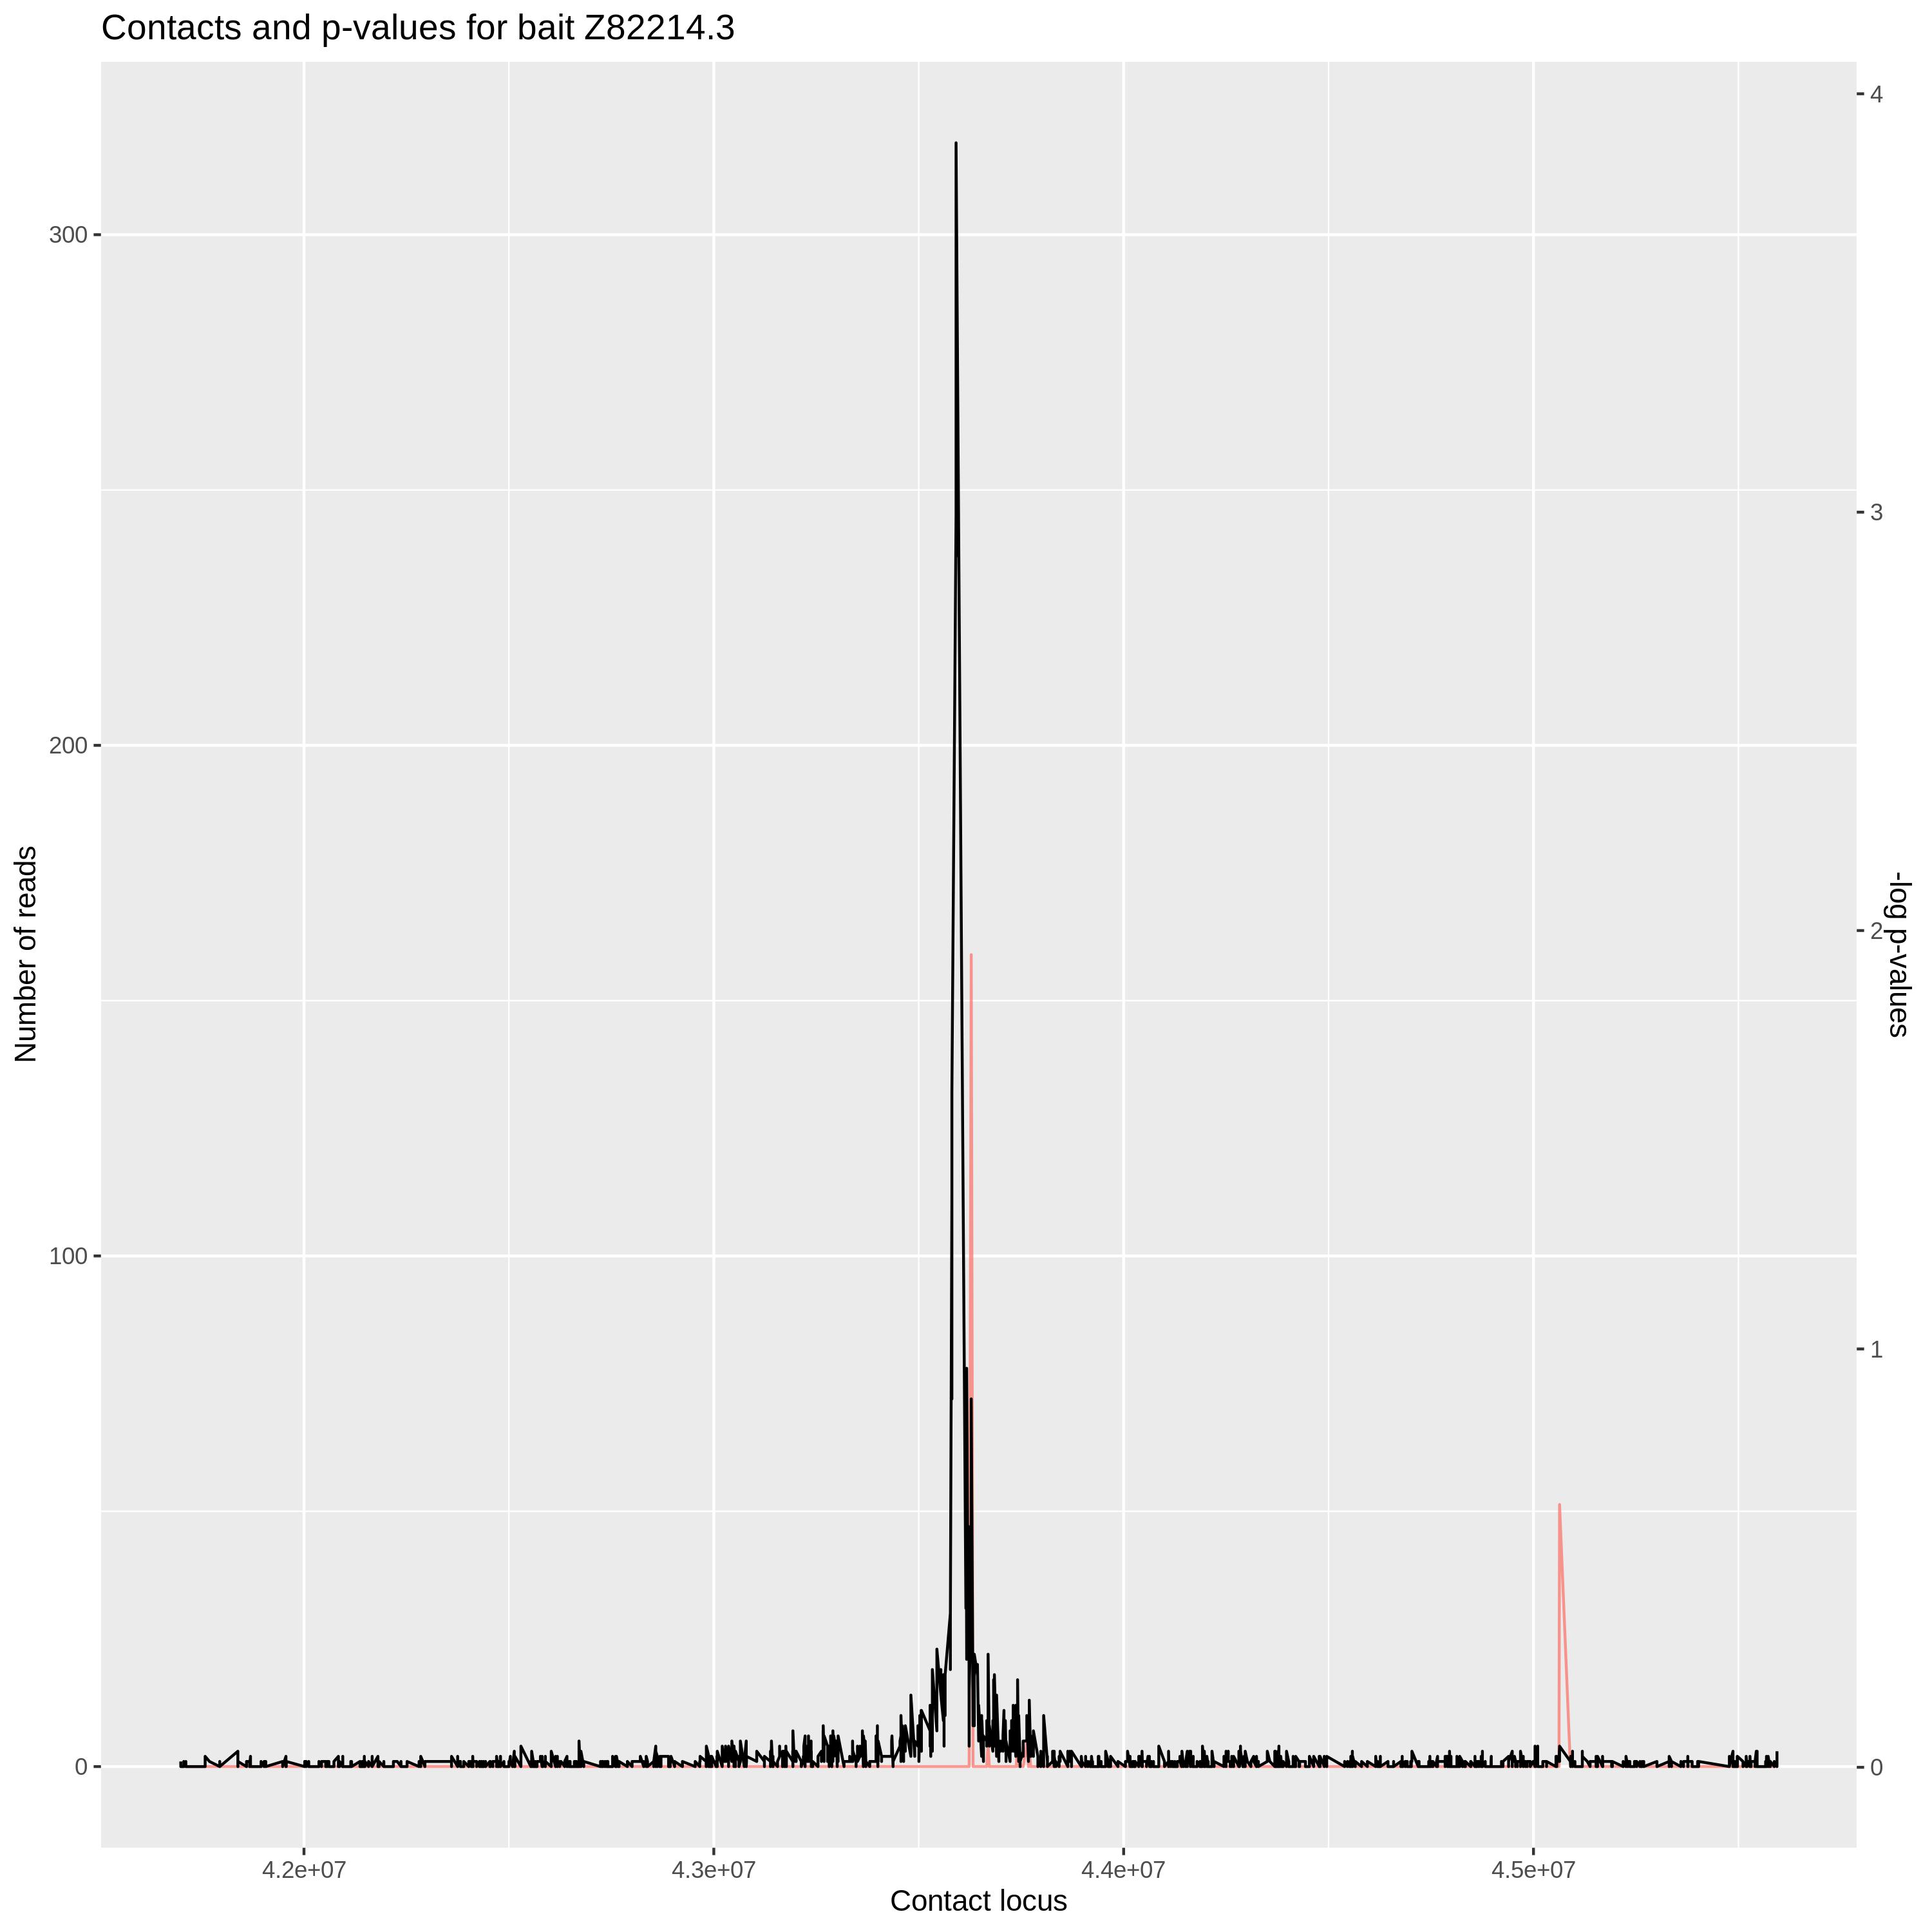 Contacts and p-values for bait Z82214.3
300
200
100
0
Number of reads
4
3
2
1
0
-log p-values
4.2e+07 4.3e+07 4.4e+07 4.5e+07
Contact locus